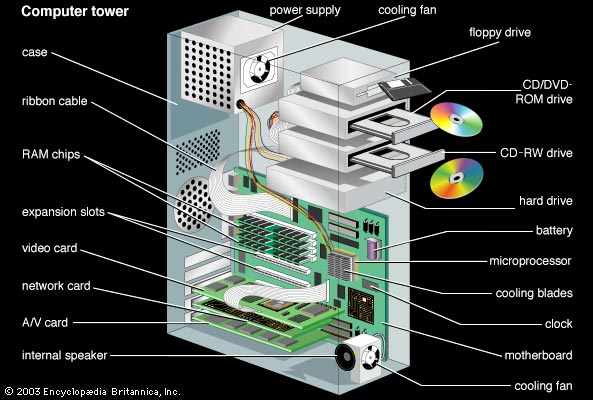 Computer tower
power supply
cooling fan
floppy drive
case
CD/DVD-
ROM drive
ribbon cable
CD-RW drive
RAM chips
hard drive
expansion slots
battery
video card
microprocessor
network card
cooling blades
A/V card
clock
internal speaker
motherboard
cooling fan
© 2003 Encyclopædia Britannica, Inc.